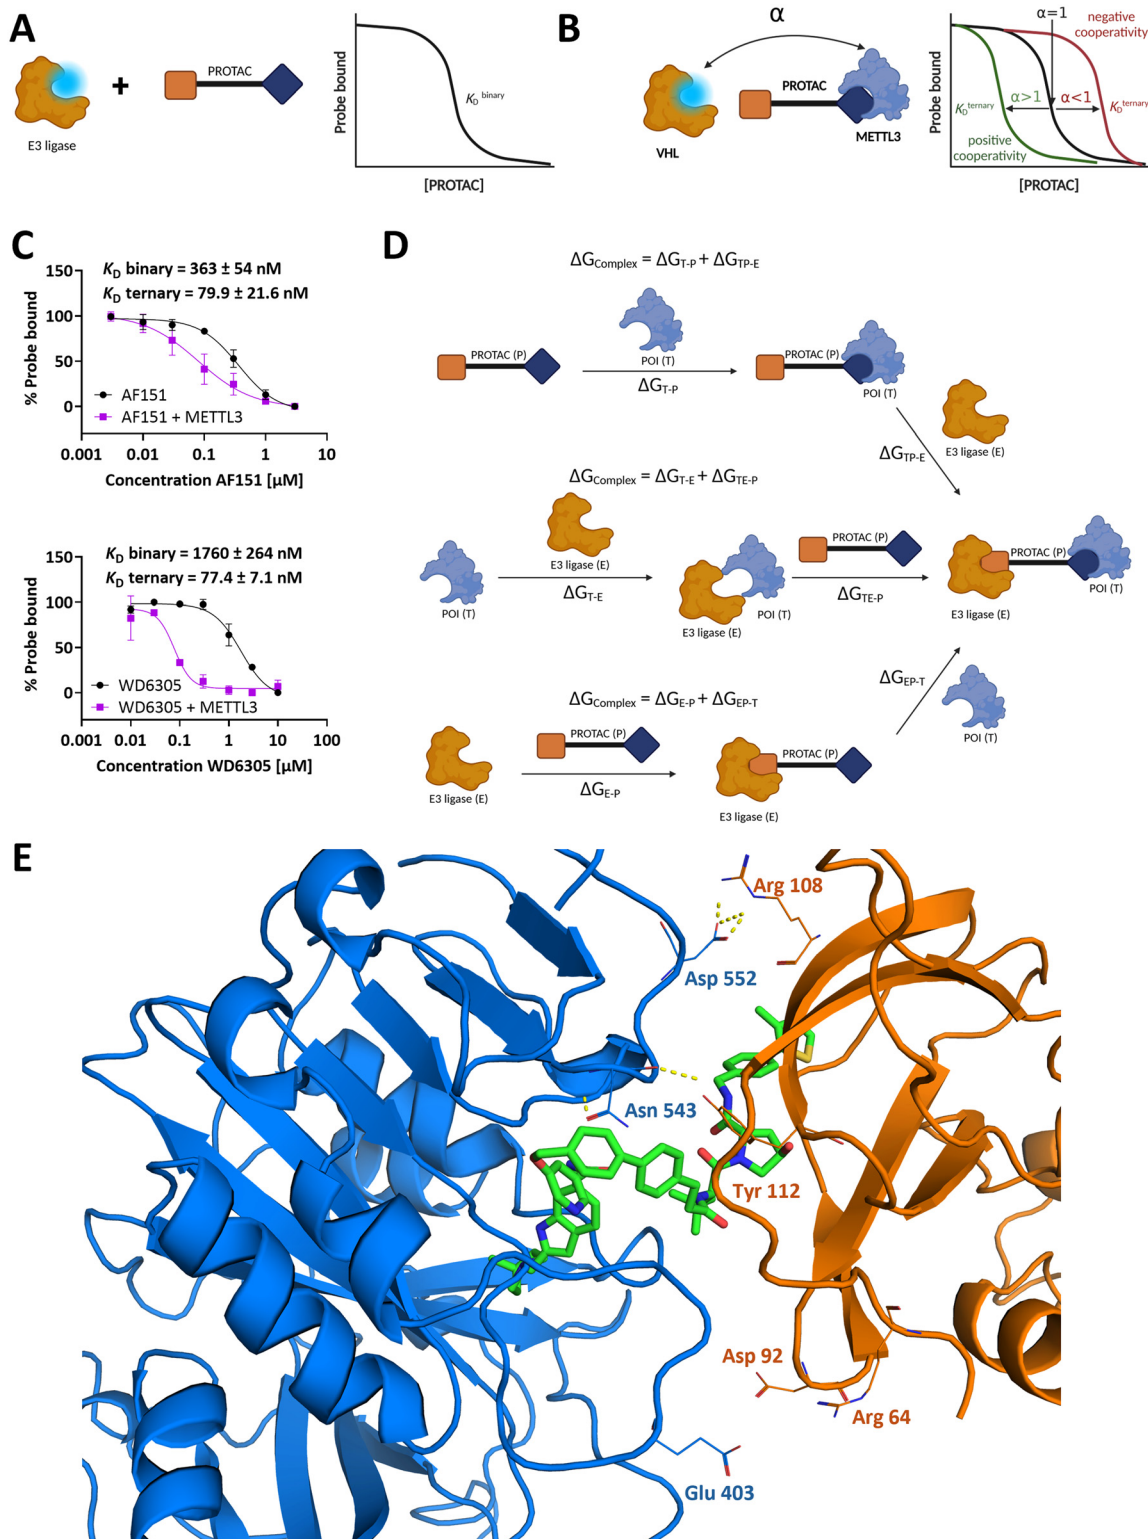 A
PROTAC
E3 ligase
Probe bound
K_D binary
[PROTAC]
B
α
PROTAC
VHL
METTL3
Probe bound
α=1
negative
cooperativity
K_D ternary
α>1
α<1
K_D ternary
positive
cooperativity
[PROTAC]
C
K_D binary = 363 ± 54 nM
K_D ternary = 79.9 ± 21.6 nM
% Probe bound
150
100
50
0
AF151
AF151 + METTL3
0.001
0.01
0.1
1
10
Concentration AF151 [µM]
K_D binary = 1760 ± 264 nM
K_D ternary = 77.4 ± 7.1 nM
% Probe bound
150
100
50
0
WD6305
WD6305 + METTL3
0.001
0.01
0.1
1
10
100
Concentration WD6305 [µM]
D
ΔG_Complex = ΔG_T-P + ΔG_TP-E
PROTAC (P)
POI (T)
ΔG_T-P
PROTAC (P)
POI (T)
E3 ligase (E)
ΔG_TP-E
ΔG_Complex = ΔG_T-E + ΔG_TE-P
POI (T)
E3 ligase (E)
ΔG_T-E
POI (T)
E3 ligase (E)
PROTAC (P)
ΔG_TE-P
PROTAC (P)
POI (T)
E3 ligase (E)
ΔG_Complex = ΔG_E-P + ΔG_EP-T
E3 ligase (E)
PROTAC (P)
ΔG_E-P
PROTAC (P)
E3 ligase (E)
ΔG_EP-T
POI (T)
E
Arg 108
Asp 552
Asn 543
Tyr 112
Asp 92
Arg 64
Glu 403